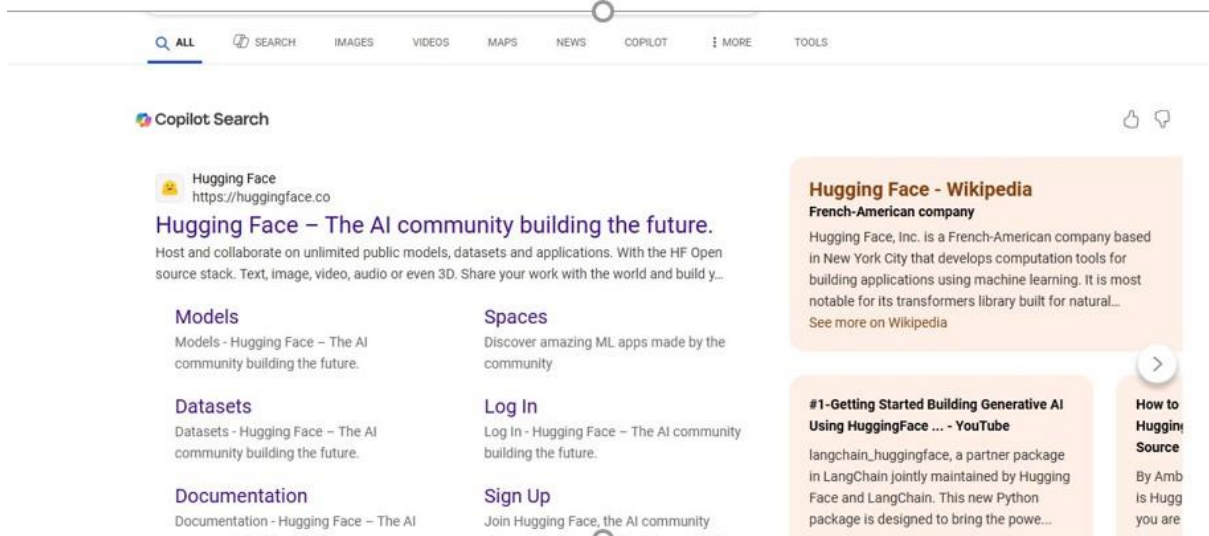 ALL SEARCH IMAGES VIDEOS MAPS NEWS COPILOT MORE TOOLS
Copilot Search
Hugging Face
https://huggingface.co
Hugging Face – The AI community building the future.
Host and collaborate on unlimited public models, datasets and applications. With the HF Open
source stack. Text, image, video, audio or even 3D. Share your work with the world and build y...
Models
Models - Hugging Face – The AI
community building the future.
Spaces
Discover amazing ML apps made by the
community
Datasets
Datasets - Hugging Face – The AI
community building the future.
Log In
Log In - Hugging Face – The AI community
building the future.
Documentation
Documentation - Hugging Face – The AI
Sign Up
Join Hugging Face, the AI community
Hugging Face - Wikipedia
French-American company
Hugging Face, Inc. is a French-American company based
in New York City that develops computation tools for
building applications using machine learning. It is most
notable for its transformers library built for natural...
See more on Wikipedia
#1-Getting Started Building Generative AI
Using HuggingFace ... - YouTube
langchain_huggingface, a partner package
in LangChain jointly maintained by Hugging
Face and LangChain. This new Python
package is designed to bring the powe...
How to
Hugging
Source
By Amb
is Hugg
you are